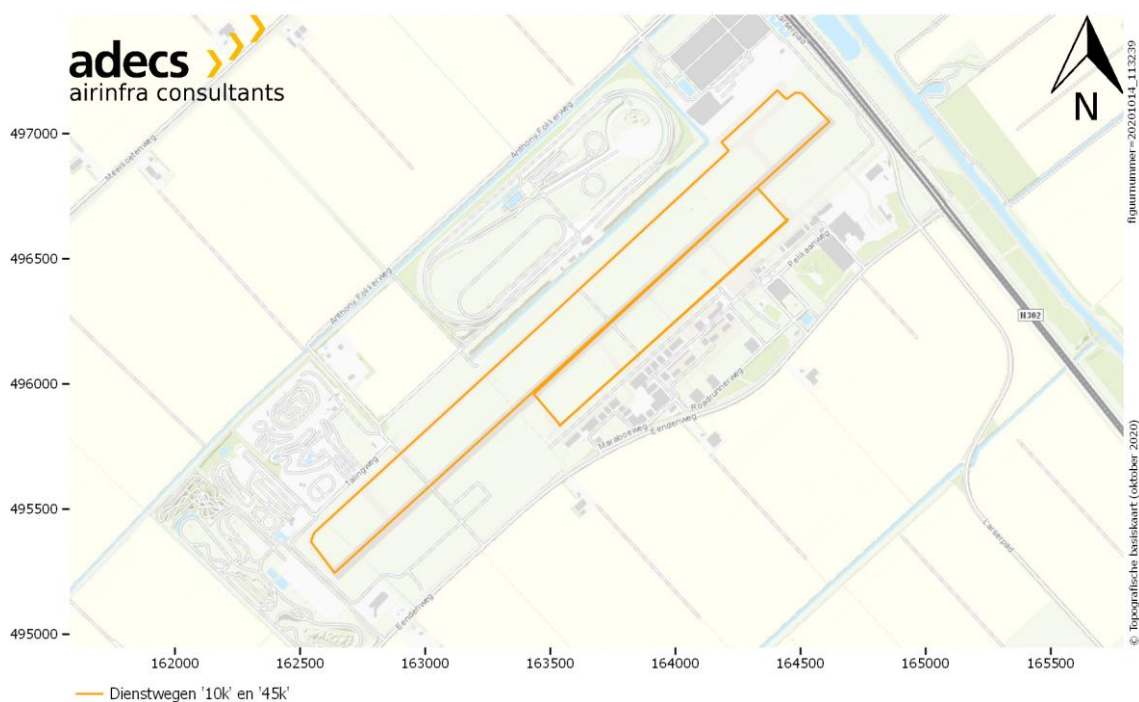 adecs
airinfra consultants
N
figuurnummer=20201014_113239
© Topografische basiskaart (oktober 2020)
497000
496500
496000
495500
495000
162000
162500
163000
163500
164000
164500
165000
165500
Meerkoetenweg
Anthony Fokkerweg
Anthony Fokkerweg
Larserpad
Pelikaanweg
N302
Roadrunnerweg
Maraboeweg
Eendenweg
Talingweg
Larserpad
Eendenweg
Dienstwegen '10k' en '45k'